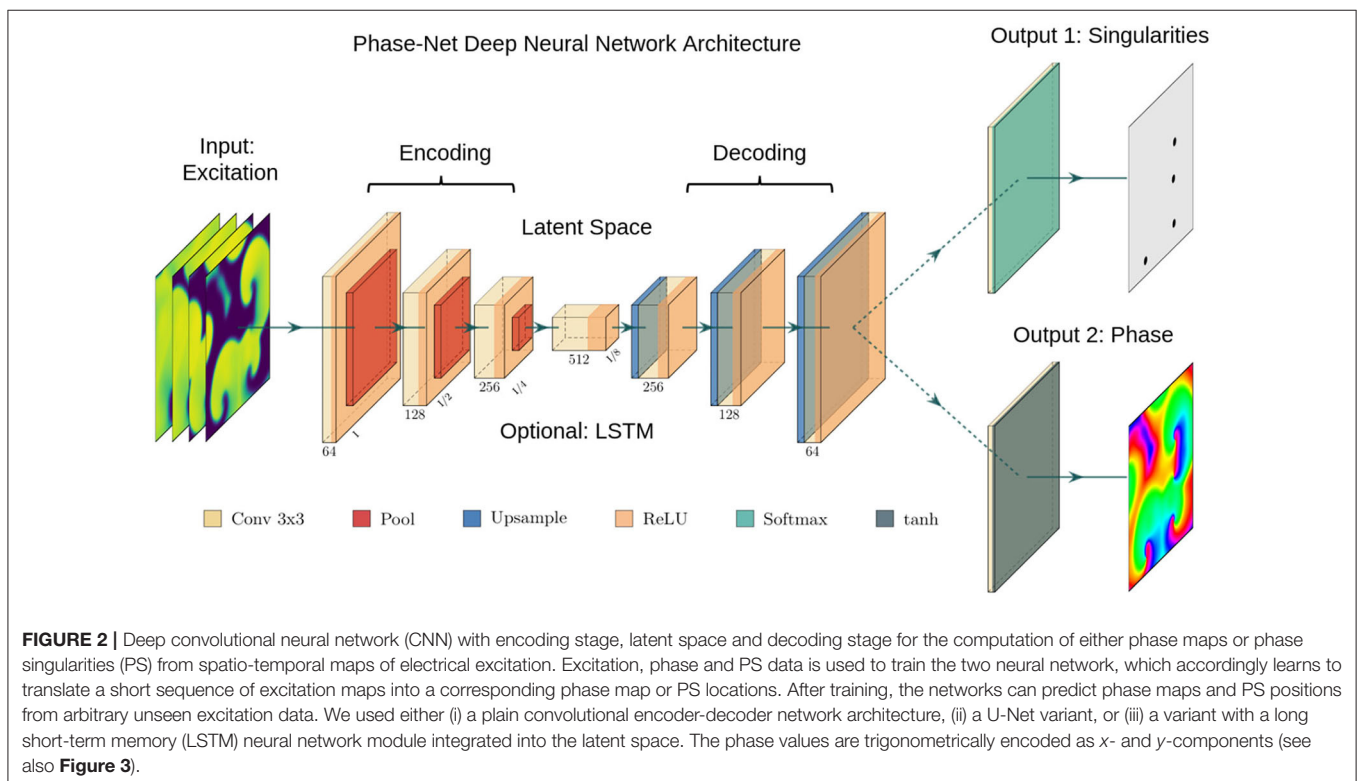 Phase-Net Deep Neural Network Architecture
Output 1: Singularities
Input:
Excitation
Encoding
Decoding
Latent Space
64
1
128
1/2
256
1/4
512
1/8
256
128
64
Optional: LSTM
Output 2: Phase
Conv 3x3
Pool
Upsample
ReLU
Softmax
tanh
FIGURE 2 | Deep convolutional neural network (CNN) with encoding stage, latent space and decoding stage for the computation of either phase maps or phase
singularities (PS) from spatio-temporal maps of electrical excitation. Excitation, phase and PS data is used to train the two neural network, which accordingly learns to
translate a short sequence of excitation maps into a corresponding phase map or PS locations. After training, the networks can predict phase maps and PS positions
from arbitrary unseen excitation data. We used either (i) a plain convolutional encoder-decoder network architecture, (ii) a U-Net variant, or (iii) a variant with a long
short-term memory (LSTM) neural network module integrated into the latent space. The phase values are trigonometrically encoded as x- and y-components (see
also Figure 3).